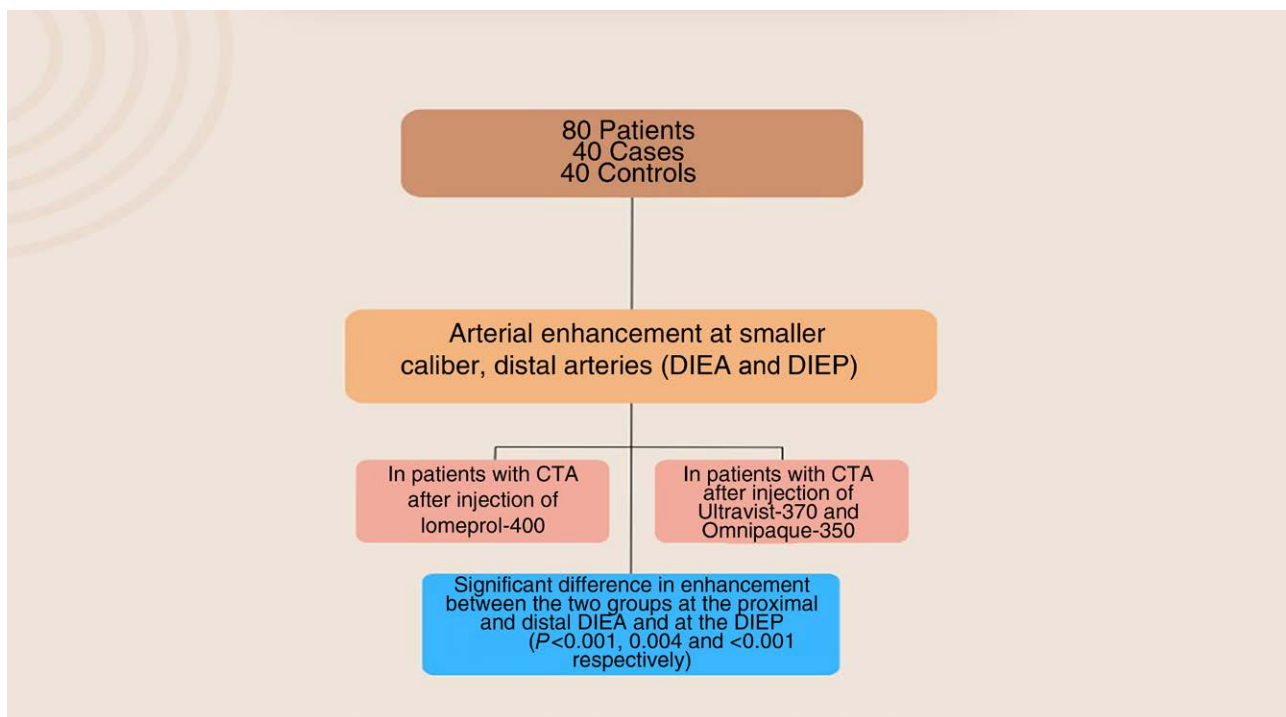 80 Patients
40 Cases
40 Controls
Arterial enhancement at smaller
caliber, distal arteries (DIEA and DIEP)
In patients with CTA
after injection of
Iomeprol-400
In patients with CTA
after injection of
Ultravist-370 and
Omnipaque-350
Significant difference in enhancement
between the two groups at the proximal
and distal DIEA and at the DIEP
(P<0.001, 0.004 and <0.001
respectively)